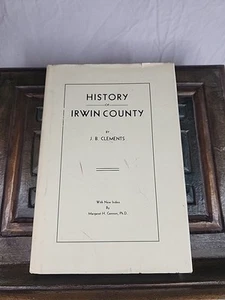 HISTORY
OF
IRWIN COUNTY
BY
J. B. CLEMENTS
With New Index
By
Margaret H. Cannon, Ph.D.